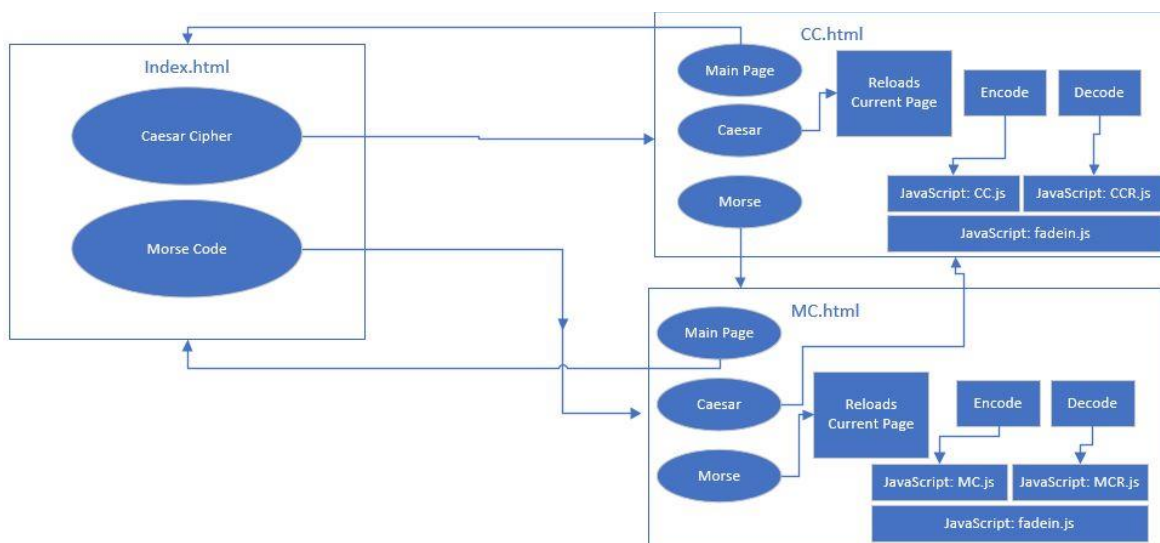 Index.html
Caesar Cipher
Morse Code
CC.html
Main Page
Caesar
Morse
Reloads
Current Page
Encode
Decode
JavaScript: CC.js
JavaScript: CCR.js
JavaScript: fadein.js
MC.html
Main Page
Caesar
Morse
Reloads
Current Page
Encode
Decode
JavaScript: MC.js
JavaScript: MCR.js
JavaScript: fadein.js